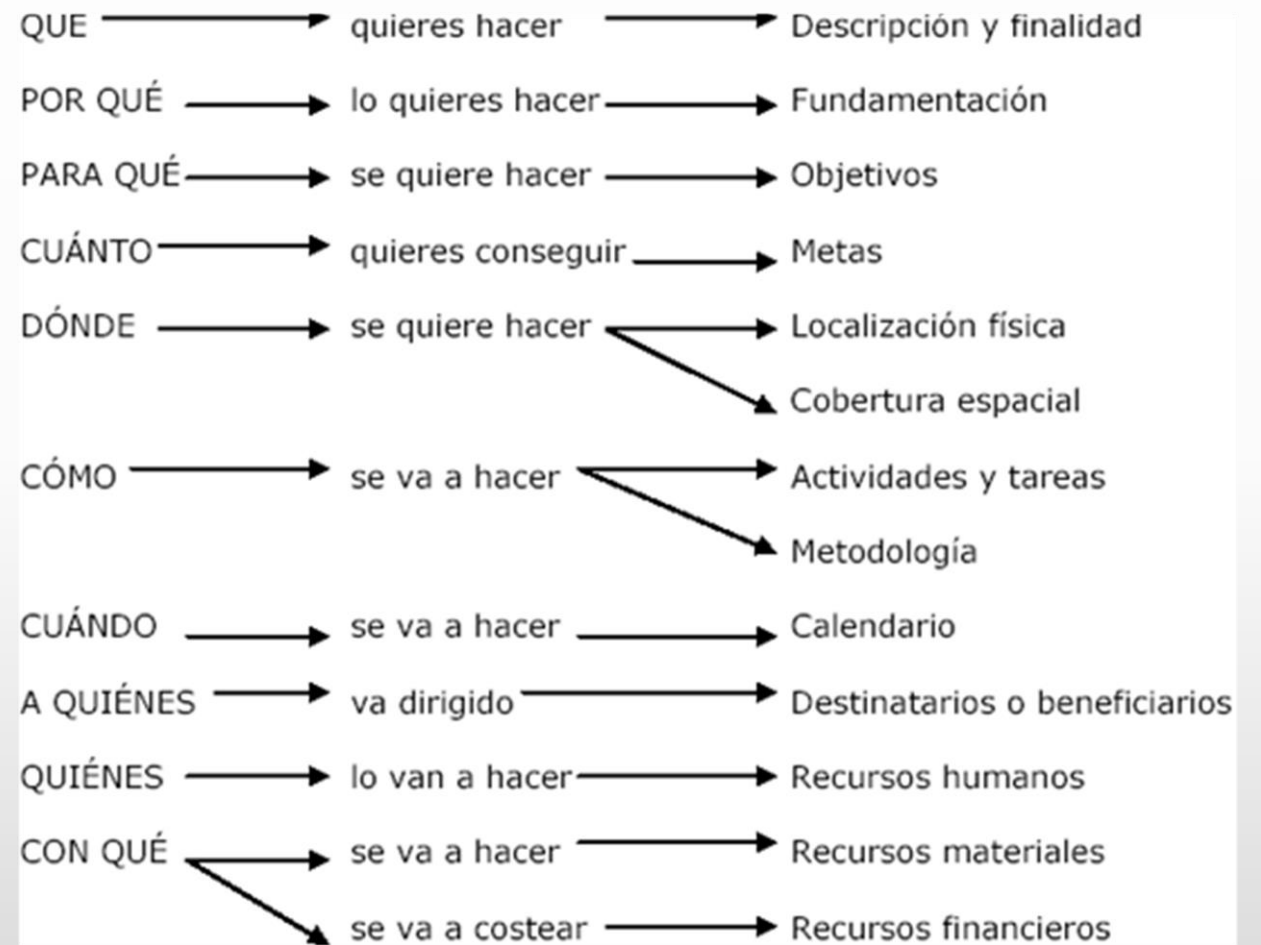 QUE quieres hacer Descripción y finalidad
POR QUÉ lo quieres hacer Fundamentación
PARA QUÉ se quiere hacer Objetivos
CUÁNTO quieres conseguir Metas
DÓNDE se quiere hacer Localización física
Cobertura espacial
CÓMO se va a hacer Actividades y tareas
Metodología
CUÁNDO se va a hacer Calendario
A QUIÉNES va dirigido Destinatarios o beneficiarios
QUIÉNES lo van a hacer Recursos humanos
CON QUÉ se va a hacer Recursos materiales
se va a costear Recursos financieros